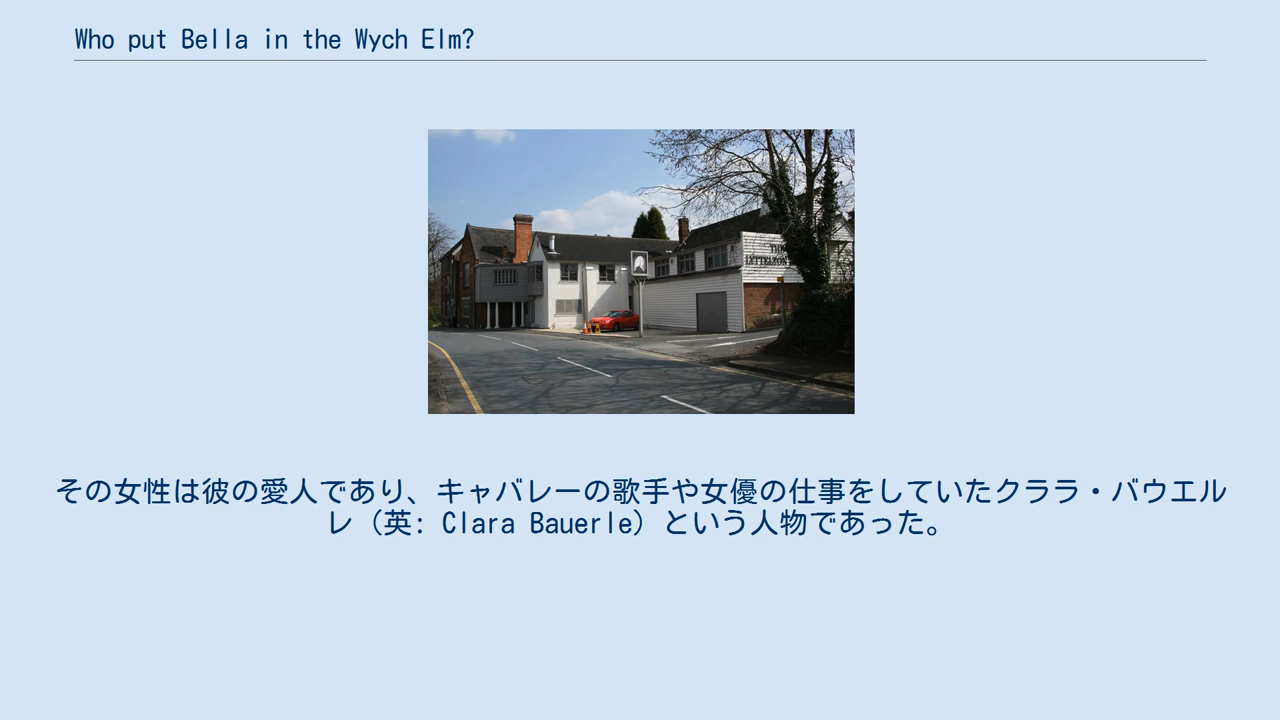 Who put Bella in the Wych Elm?
その女性は彼の愛人であり、キャバレーの歌手や女優の仕事をしていたクララ・バウエル
レ（英: Clara Bauerle）という人物であった。